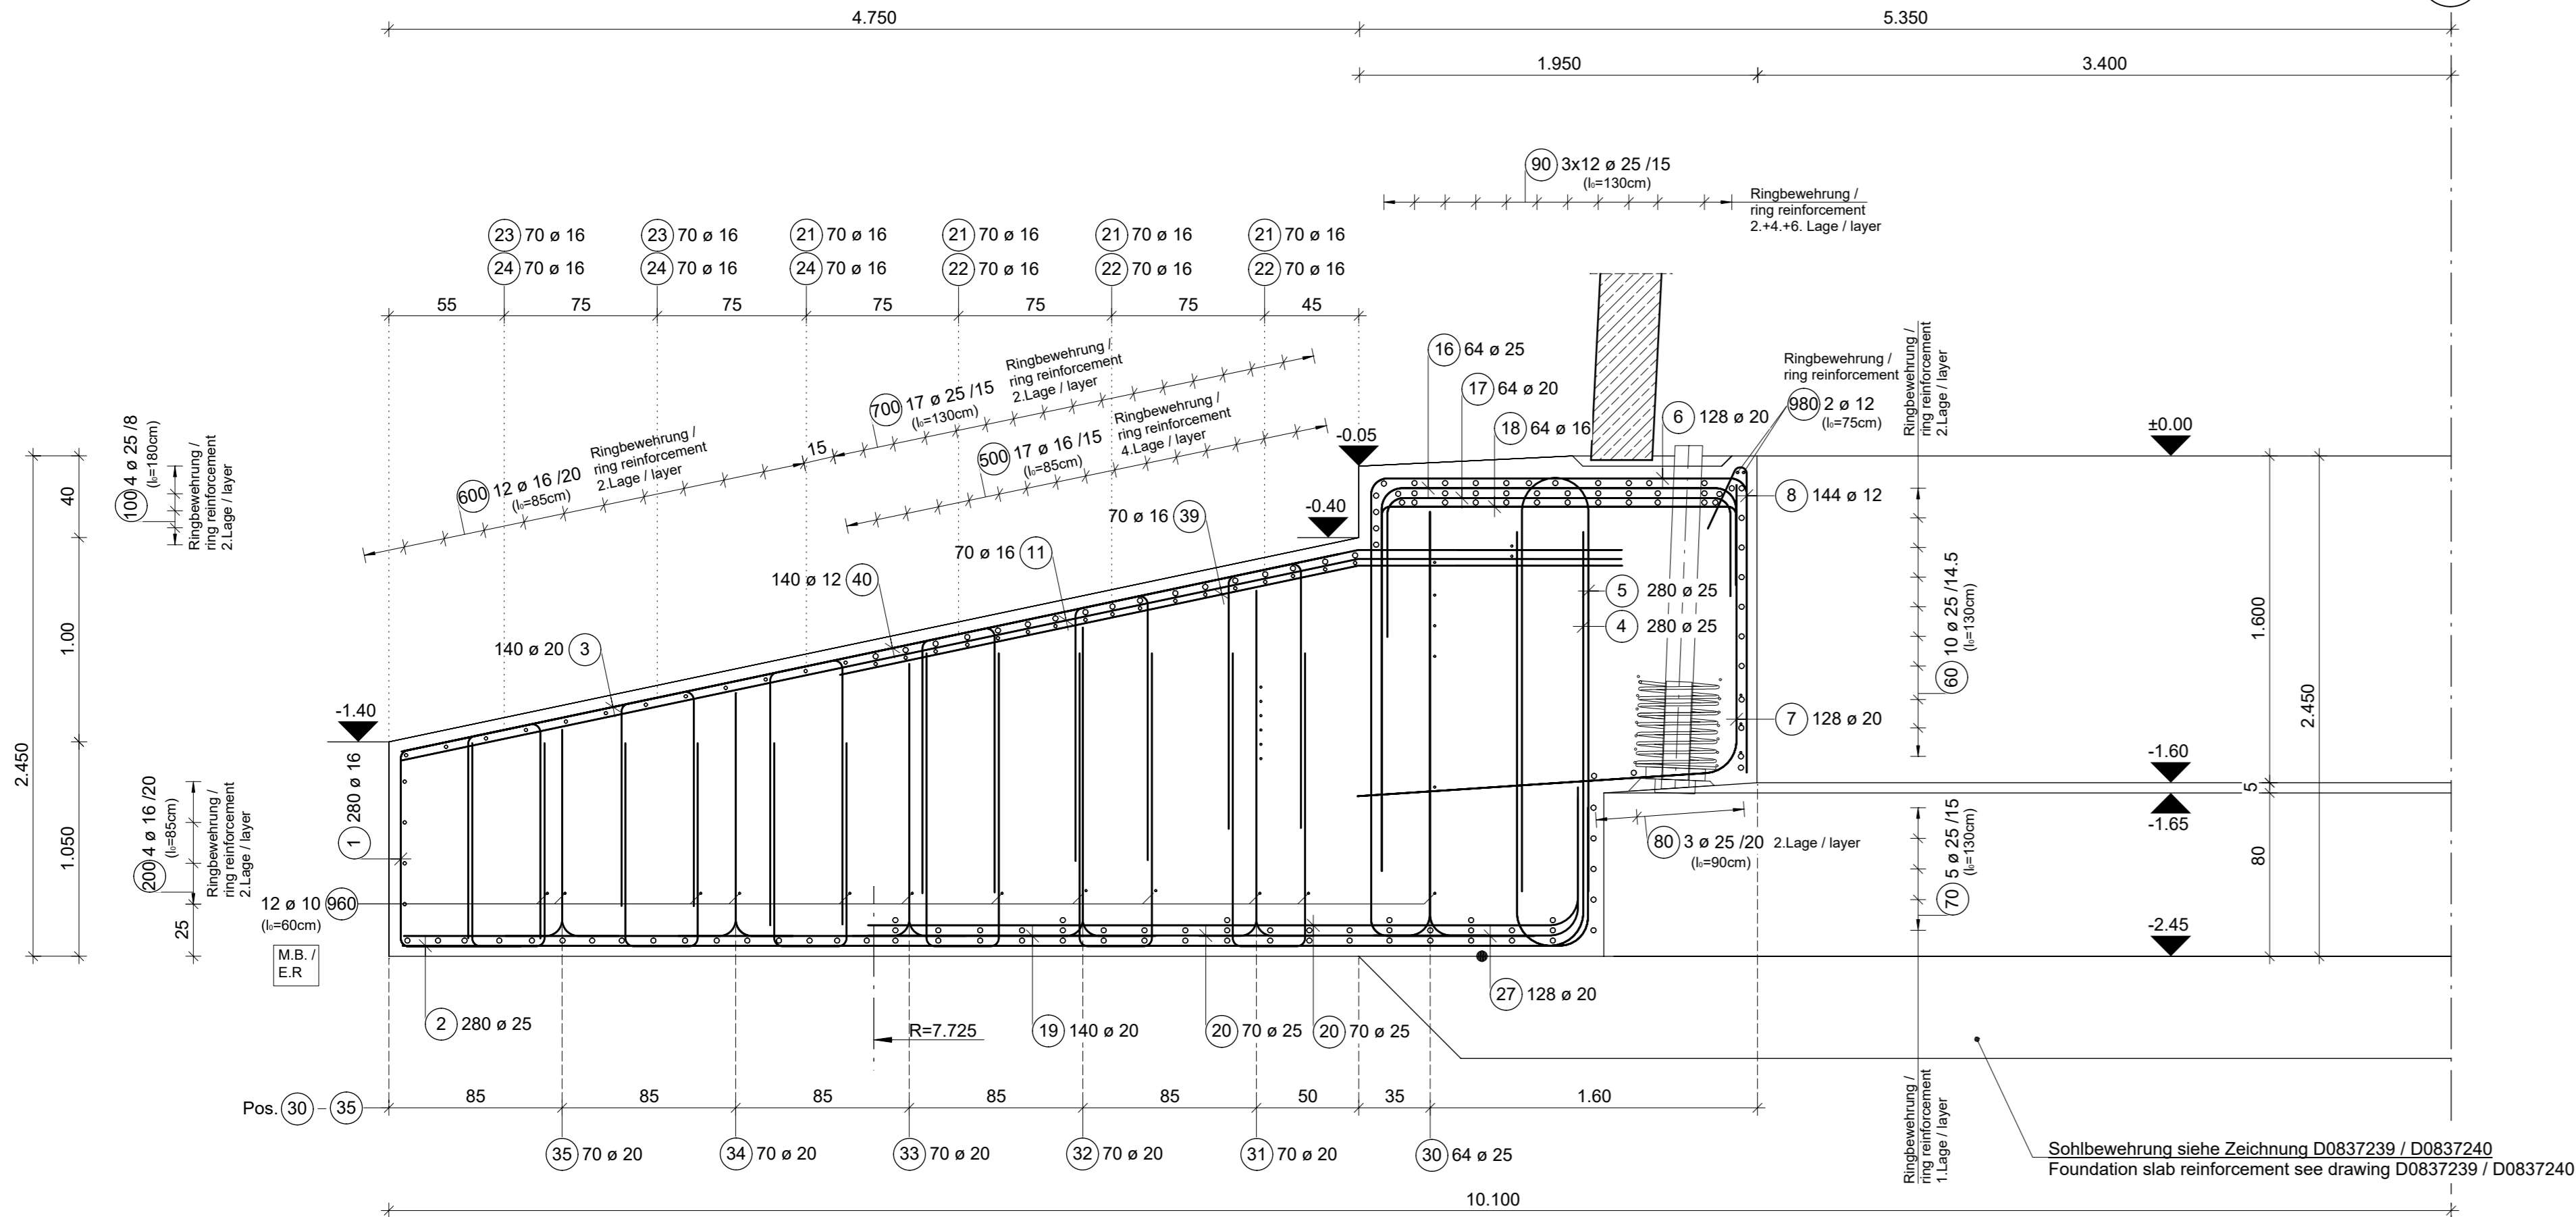 4.750
5.350
1.950
3.400
90 3x12 ø 25 /15
(l₀=130cm)
Ringbewehrung /
ring reinforcement
2.+4.+6. Lage / layer
23 70 ø 16
23 70 ø 16
21 70 ø 16
21 70 ø 16
21 70 ø 16
21 70 ø 16
24 70 ø 16
24 70 ø 16
24 70 ø 16
22 70 ø 16
22 70 ø 16
22 70 ø 16
55
75
75
75
75
75
45
600 12 ø 16 /20
(l₀=85cm)
Ringbewehrung /
ring reinforcement
2.Lage / layer
15
700 17 ø 25 /15
(l₀=130cm)
Ringbewehrung /
ring reinforcement
2.Lage / layer
500 17 ø 16 /15
(l₀=85cm)
Ringbewehrung /
ring reinforcement
4.Lage / layer
16 64 ø 25
17 64 ø 20
18 64 ø 16
6 128 ø 20
Ringbewehrung /
ring reinforcement
980 2 ø 12
(l₀=75cm)
Ringbewehrung /
ring reinforcement
2.Lage / layer
60 10 ø 25 /14.5
(l₀=130cm)
100 4 ø 25 /8
(l₀=180cm)
Ringbewehrung /
ring reinforcement
2.Lage / layer
2.450
40
1.00
1.050
25
-0.05
-0.40
±0.00
8 144 ø 12
70 ø 16 39
70 ø 16 11
140 ø 12 40
140 ø 20 3
5 280 ø 25
4 280 ø 25
7 128 ø 20
1.600
2.450
5
80
-1.40
-1.60
-1.65
-2.45
1 280 ø 16
200 4 ø 16 /20
(l₀=85cm)
Ringbewehrung /
ring reinforcement
2.Lage / layer
80 3 ø 25 /20 2.Lage / layer
(l₀=90cm)
70 5 ø 25 /15
(l₀=130cm)
Ringbewehrung /
ring reinforcement
1.Lage / layer
12 ø 10 960
(l₀=60cm)
M.B. /
E.R
2 280 ø 25
R=7.725
19 140 ø 20
20 70 ø 25
20 70 ø 25
27 128 ø 20
Pos. 30 - 35
85
85
85
85
85
50
35
1.60
35 70 ø 20
34 70 ø 20
33 70 ø 20
32 70 ø 20
31 70 ø 20
30 64 ø 25
Sohlbewehrung siehe Zeichnung D0837239 / D0837240
Foundation slab reinforcement see drawing D0837239 / D0837240
10.100